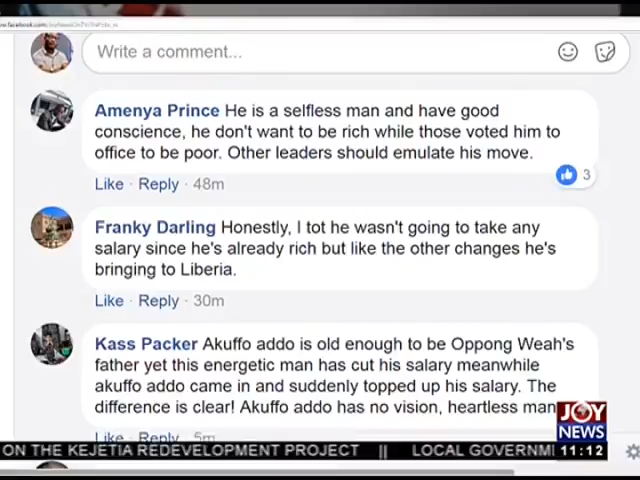 Write a comment...
Amenya Prince He is a selfless man and have good
conscience, he don't want to be rich while those voted him to
office to be poor. Other leaders should emulate his move.
3
Like · Reply · 48m
Franky Darling Honestly, I tot he wasn't going to take any
salary since he's already rich but like the other changes he's
bringing to Liberia.
Like · Reply · 30m
Kass Packer Akuffo addo is old enough to be Oppong Weah's
father yet this energetic man has cut his salary meanwhile
akuffo addo came in and suddenly topped up his salary. The
difference is clear! Akuffo addo has no vision, heartless man
Like · Reply · 5m
JOY
NEWS
11:12
ON THE KEJETIA REDEVELOPMENT PROJECT || LOCAL GOVERNM